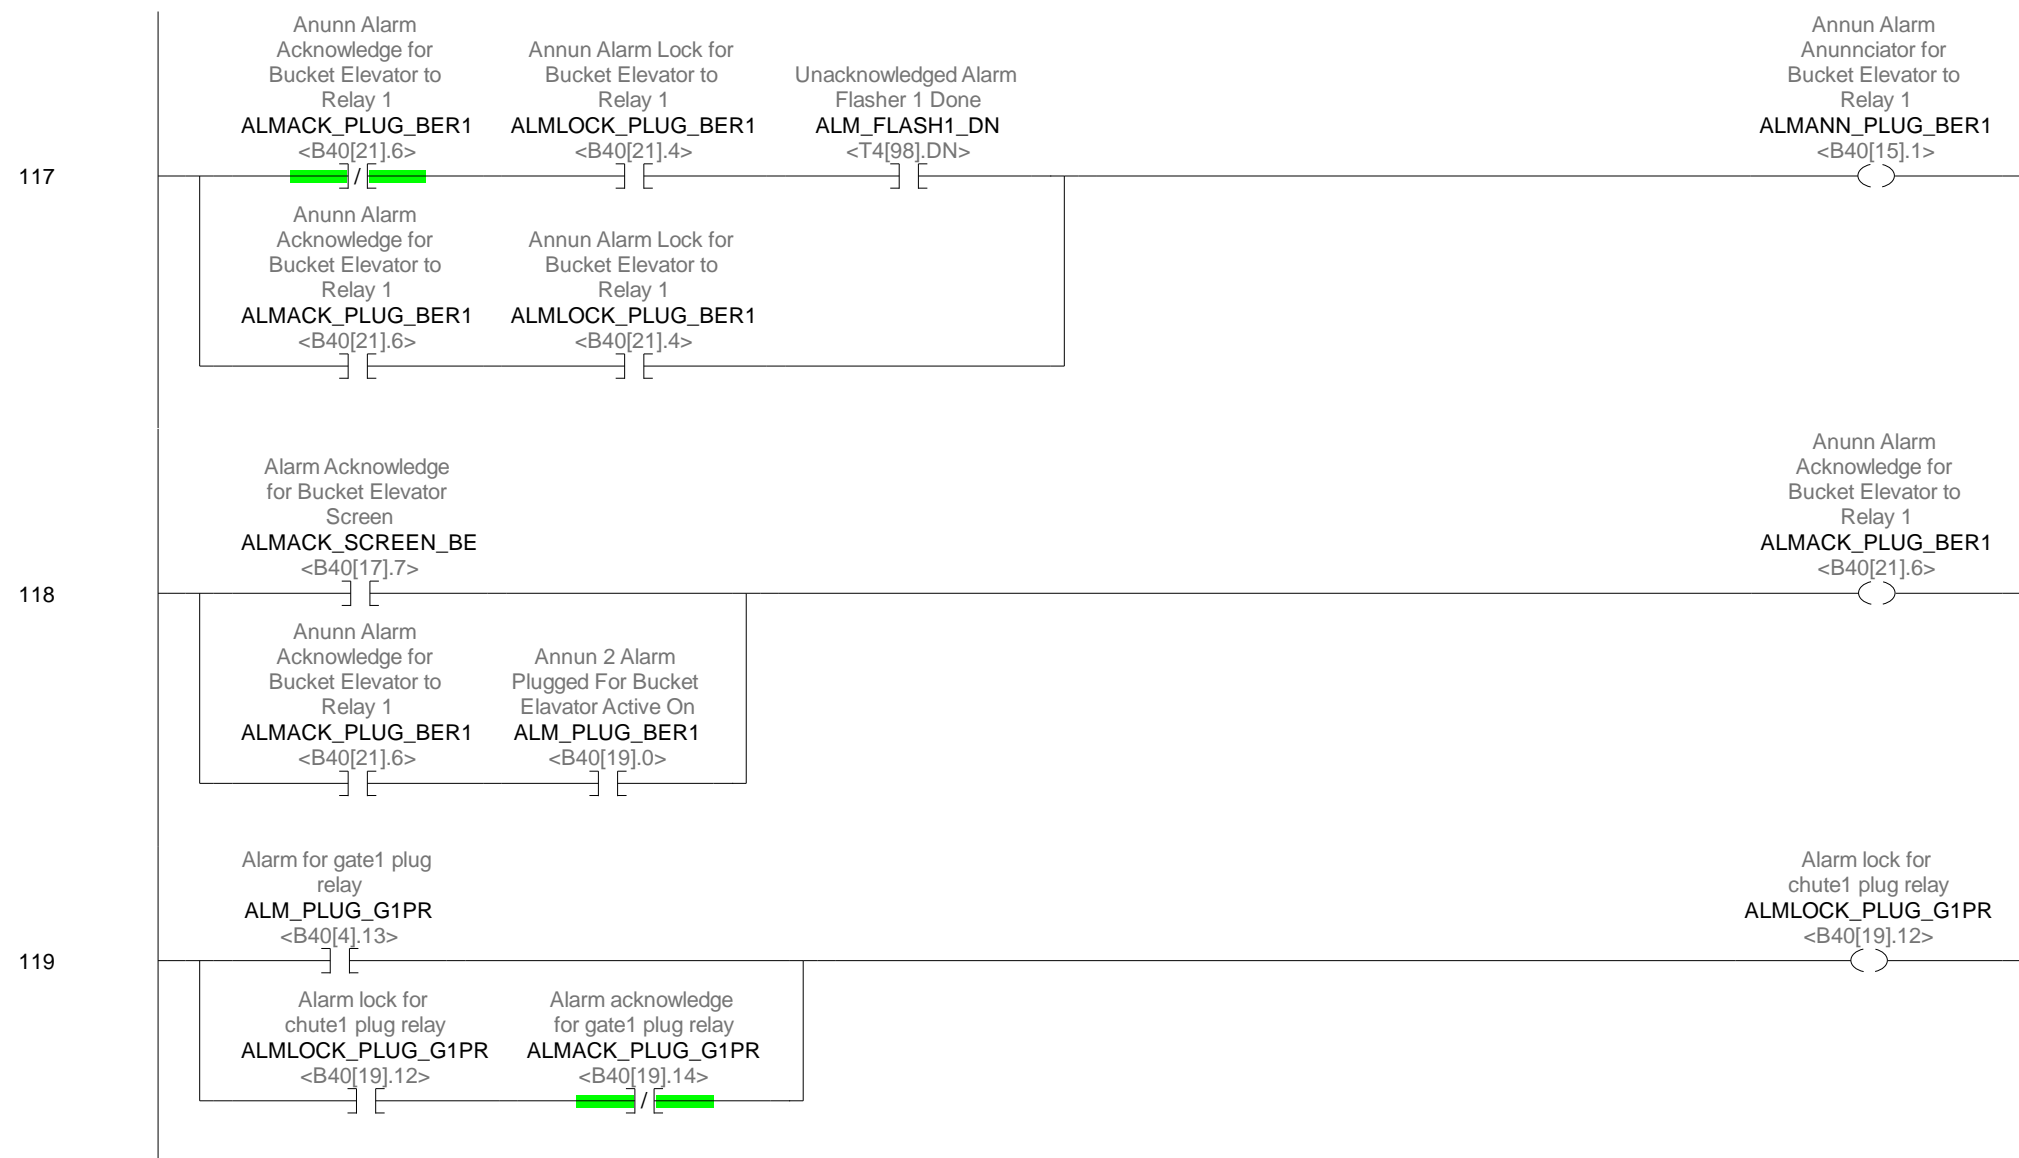 Anunn Alarm
Acknowledge for
Bucket Elevator to
Relay 1
ALMACK_PLUG_BER1
<B40[21].6>
Annun Alarm Lock for
Bucket Elevator to
Relay 1
ALMLOCK_PLUG_BER1
<B40[21].4>
Unacknowledged Alarm
Flasher 1 Done
ALM_FLASH1_DN
<T4[98].DN>
Annun Alarm
Anunnciator for
Bucket Elevator to
Relay 1
ALMANN_PLUG_BER1
<B40[15].1>
117
/
Anunn Alarm
Acknowledge for
Bucket Elevator to
Relay 1
ALMACK_PLUG_BER1
<B40[21].6>
Annun Alarm Lock for
Bucket Elevator to
Relay 1
ALMLOCK_PLUG_BER1
<B40[21].4>
Alarm Acknowledge
for Bucket Elevator
Screen
ALMACK_SCREEN_BE
<B40[17].7>
Anunn Alarm
Acknowledge for
Bucket Elevator to
Relay 1
ALMACK_PLUG_BER1
<B40[21].6>
118
Anunn Alarm
Acknowledge for
Bucket Elevator to
Relay 1
ALMACK_PLUG_BER1
<B40[21].6>
Annun 2 Alarm
Plugged For Bucket
Elavator Active On
ALM_PLUG_BER1
<B40[19].0>
Alarm for gate1 plug
relay
ALM_PLUG_G1PR
<B40[4].13>
Alarm lock for
chute1 plug relay
ALMLOCK_PLUG_G1PR
<B40[19].12>
119
Alarm lock for
chute1 plug relay
ALMLOCK_PLUG_G1PR
<B40[19].12>
Alarm acknowledge
for gate1 plug relay
ALMACK_PLUG_G1PR
<B40[19].14>
/